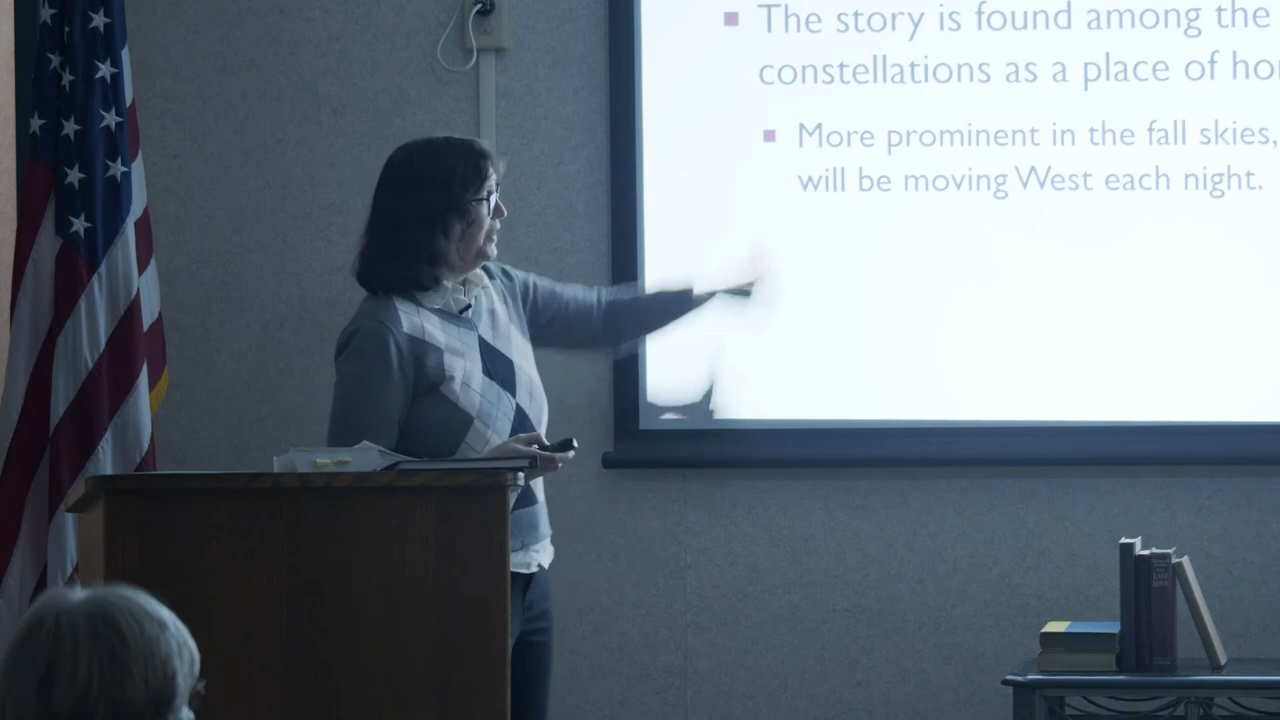 The story is found among the
constellations as a place of ho
More prominent in the fall skies,
will be moving West each night.